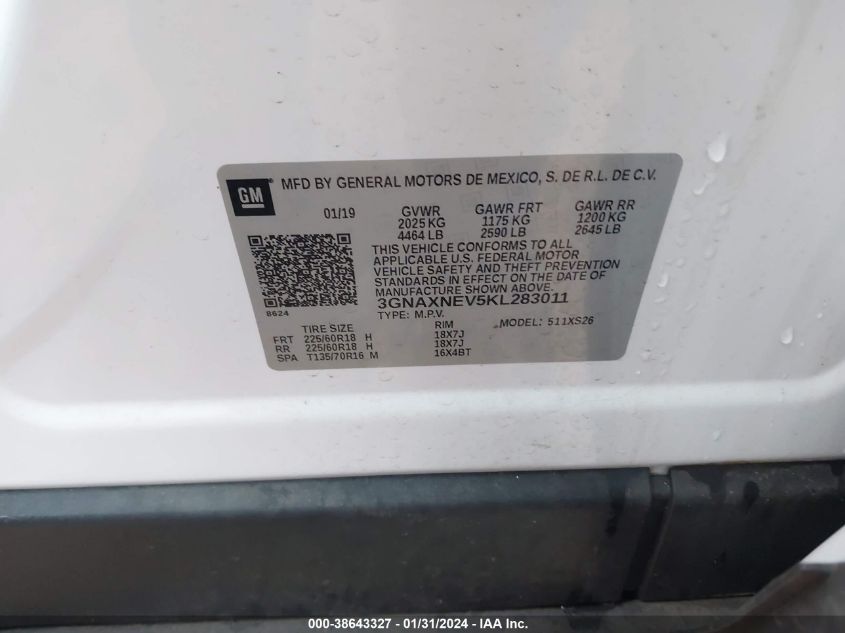 GM MFD BY GENERAL MOTORS DE MEXICO, S. DE R.L. DE C.V.
01/19 GVWR GAWR FRT GAWR RR
2025 KG 1175 KG 1200 KG
4464 LB 2590 LB 2645 LB
THIS VEHICLE CONFORMS TO ALL
APPLICABLE U.S. FEDERAL MOTOR
VEHICLE SAFETY AND THEFT PREVENTION
STANDARDS IN EFFECT ON THE DATE OF
MANUFACTURE SHOWN ABOVE.
3GNAXNEV5KL283011
8624 TYPE: M.P.V. MODEL: 511XS26
TIRE SIZE RIM
FRT 225/60R18 H 18X7J
RR 225/60R18 H 18X7J
SPA T135/70R16 M 16X4BT
000-38643327 - 01/31/2024 - IAA Inc.